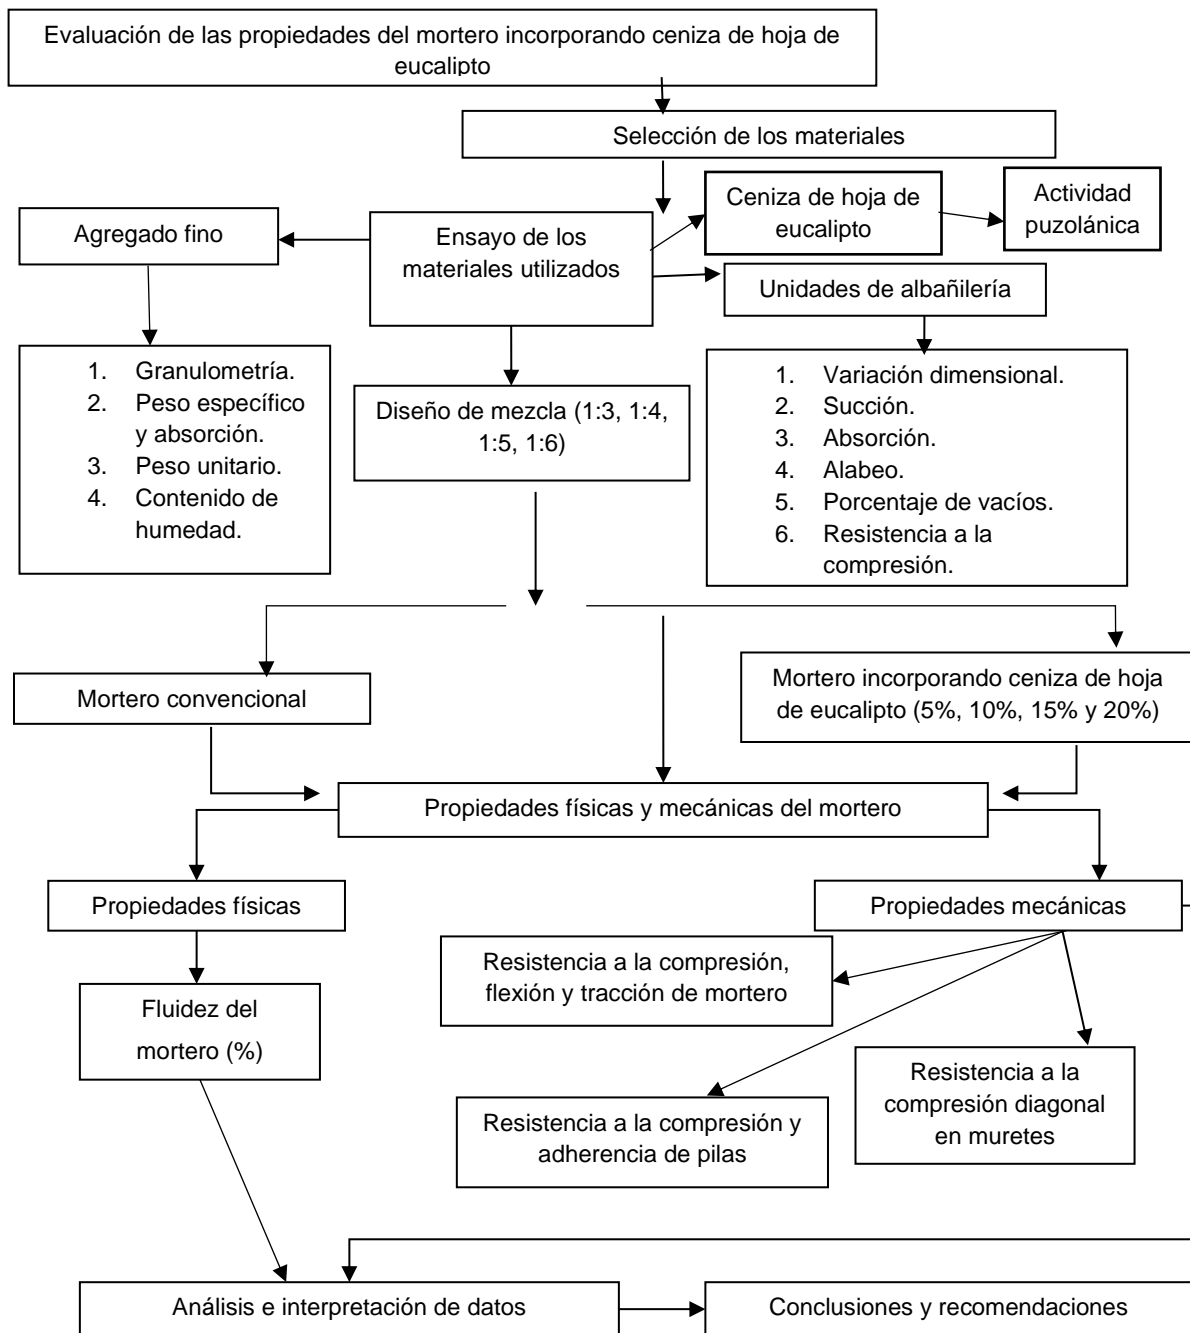 Evaluación de las propiedades del mortero incorporando ceniza de hoja de
eucalipto
Selección de los materiales
Agregado fino
Ensayo de los
materiales utilizados
Ceniza de hoja de
eucalipto
Actividad
puzolánica
Unidades de albañilería
1. Granulometría.
2. Peso específico
y absorción.
3. Peso unitario.
4. Contenido de
humedad.
Diseño de mezcla (1:3, 1:4,
1:5, 1:6)
1. Variación dimensional.
2. Succión.
3. Absorción.
4. Alabeo.
5. Porcentaje de vacíos.
6. Resistencia a la
compresión.
Mortero convencional
Mortero incorporando ceniza de hoja
de eucalipto (5%, 10%, 15% y 20%)
Propiedades físicas y mecánicas del mortero
Propiedades físicas
Propiedades mecánicas
Fluidez del
mortero (%)
Resistencia a la compresión,
flexión y tracción de mortero
Resistencia a la compresión y
adherencia de pilas
Resistencia a la
compresión diagonal
en muretes
Análisis e interpretación de datos
Conclusiones y recomendaciones